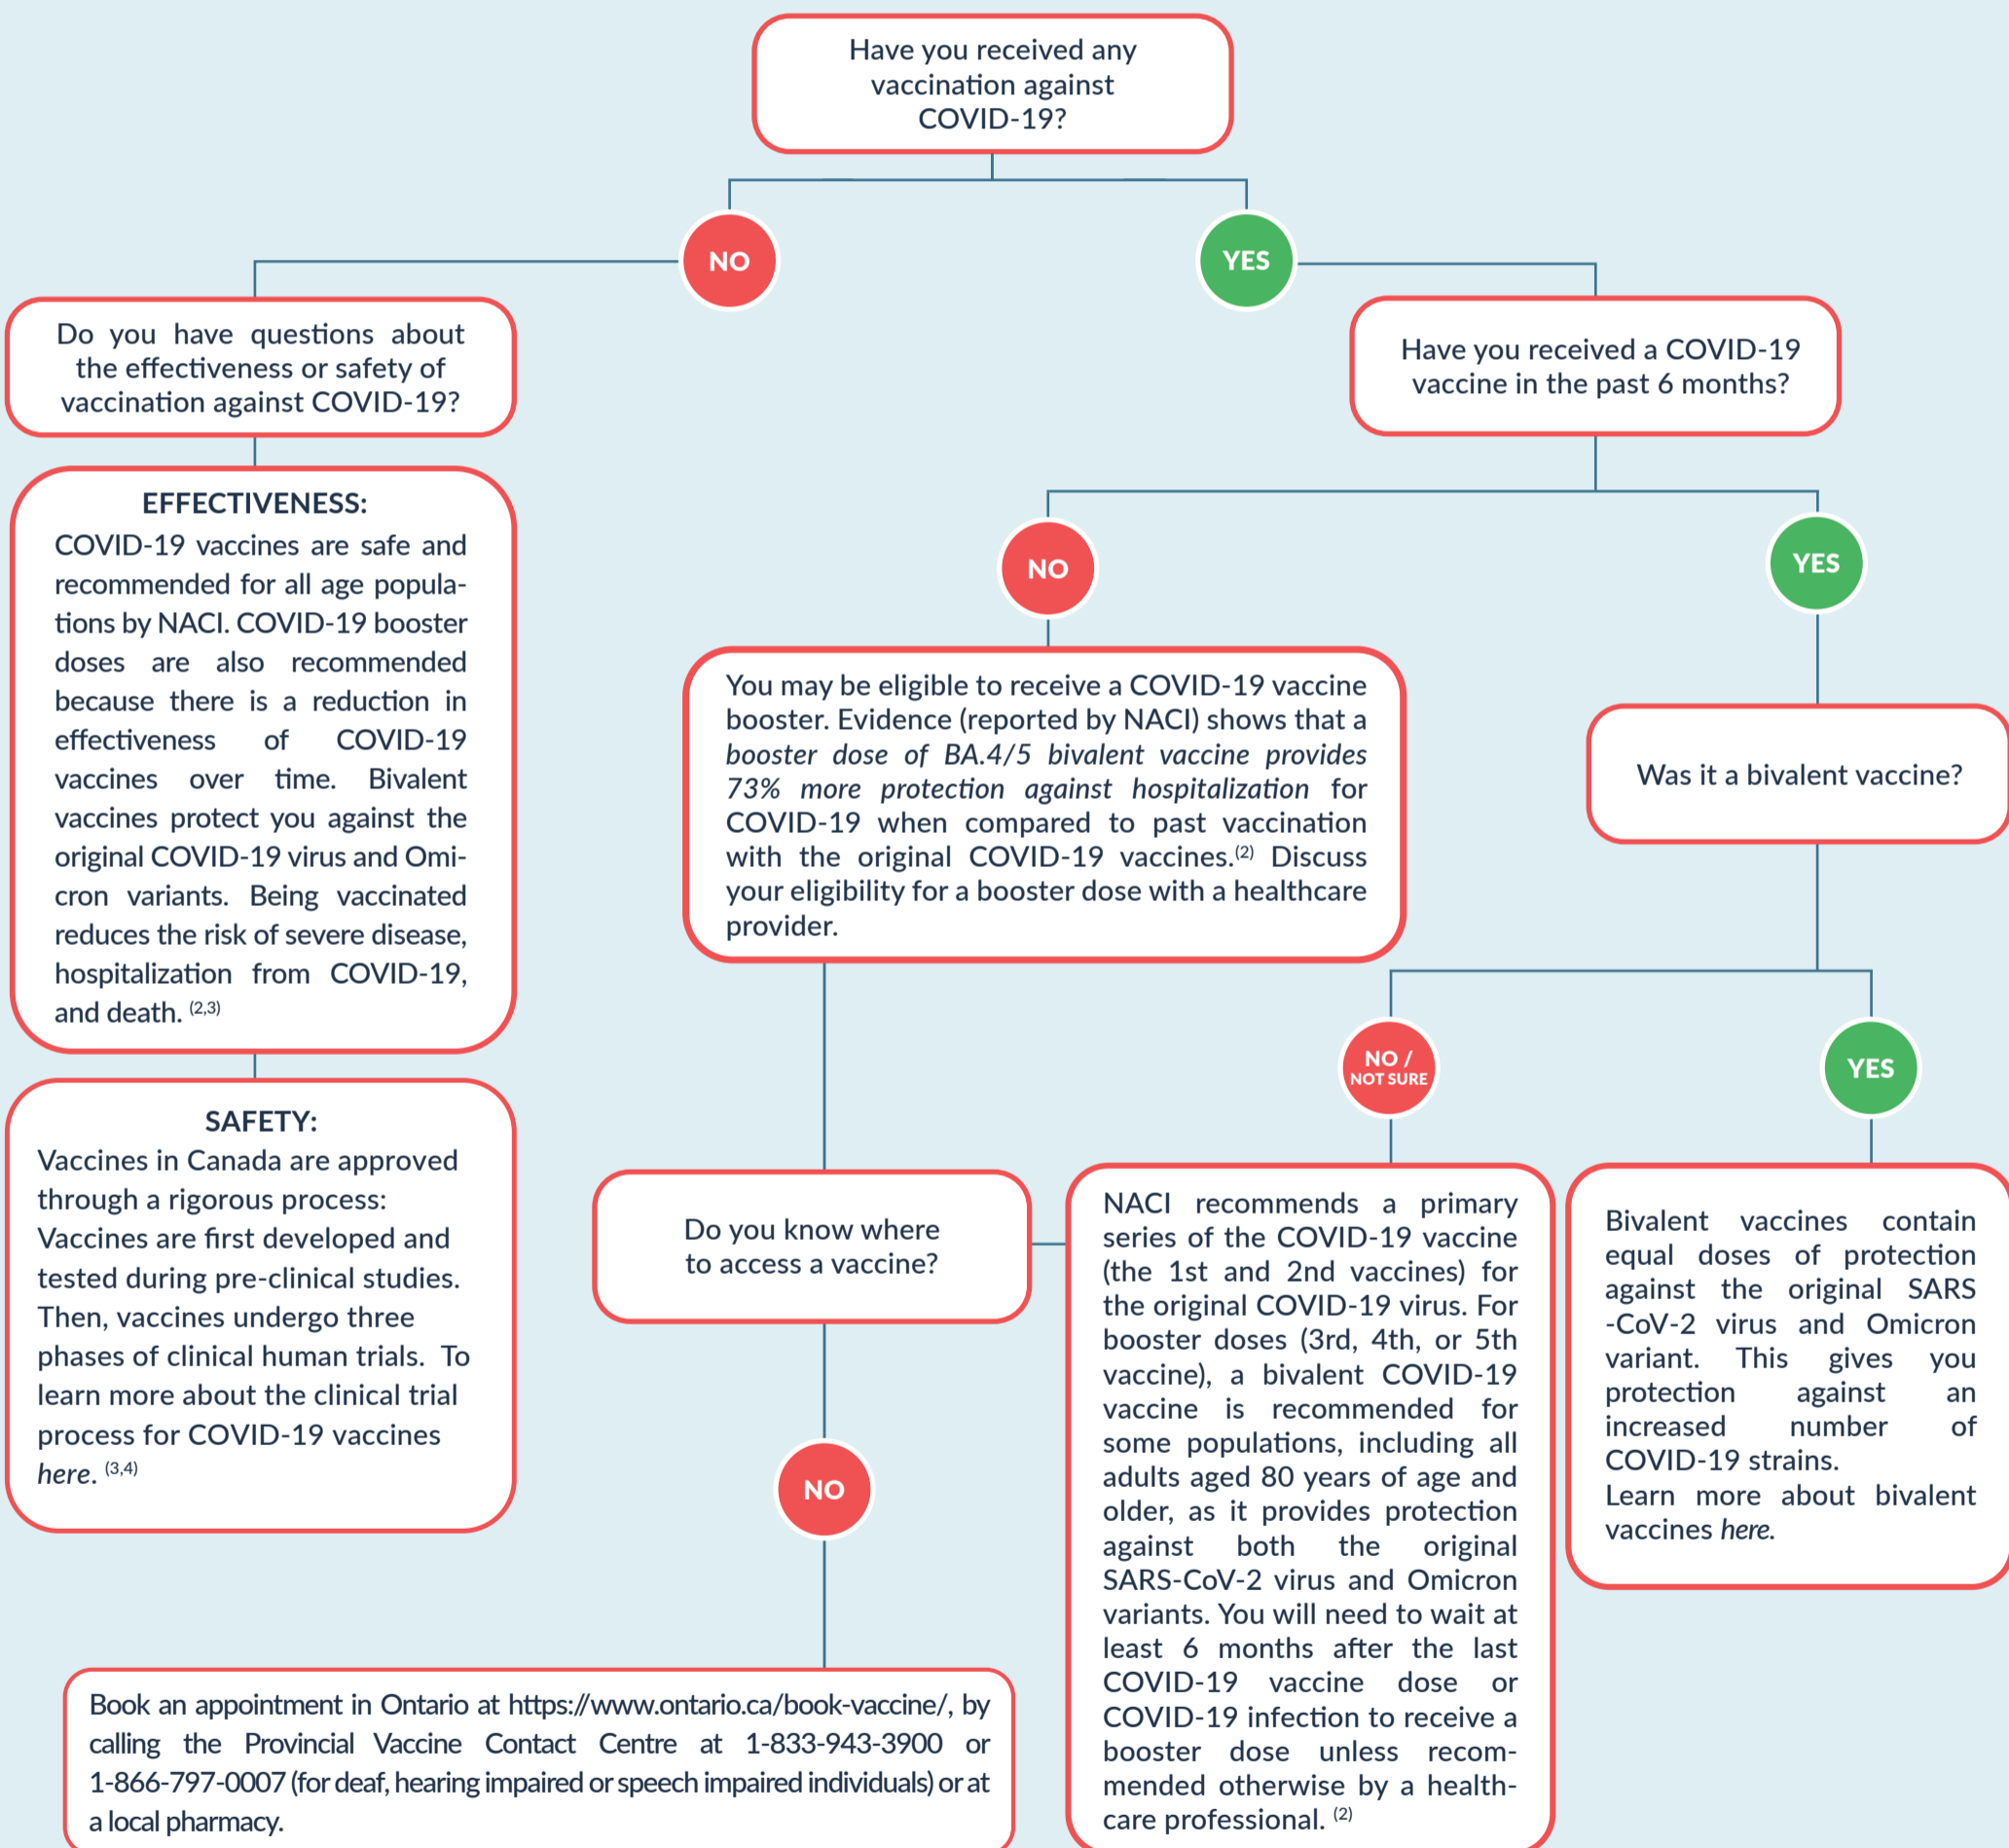 Have you received any
vaccination against
COVID-19?
NO
YES
Do you have questions about
the effectiveness or safety of
vaccination against COVID-19?
Have you received a COVID-19
vaccine in the past 6 months?
EFFECTIVENESS:
COVID-19 vaccines are safe and
recommended for all age popula-
tions by NACI. COVID-19 booster
doses are also recommended
because there is a reduction in
effectiveness of COVID-19
vaccines over time. Bivalent
vaccines protect you against the
original COVID-19 virus and Omi-
cron variants. Being vaccinated
reduces the risk of severe disease,
hospitalization from COVID-19,
and death. (2,3)
SAFETY:
Vaccines in Canada are approved
through a rigorous process:
Vaccines are first developed and
tested during pre-clinical studies.
Then, vaccines undergo three
phases of clinical human trials. To
learn more about the clinical trial
process for COVID-19 vaccines
here. (3,4)
NO
YES
You may be eligible to receive a COVID-19 vaccine
booster. Evidence (reported by NACI) shows that a
booster dose of BA.4/5 bivalent vaccine provides
73% more protection against hospitalization for
COVID-19 when compared to past vaccination
with the original COVID-19 vaccines.(2) Discuss
your eligibility for a booster dose with a healthcare
provider.
Was it a bivalent vaccine?
NO /
NOT SURE
YES
Do you know where
to access a vaccine?
NO
Book an appointment in Ontario at https://www.ontario.ca/book-vaccine/, by
calling the Provincial Vaccine Contact Centre at 1-833-943-3900 or
1-866-797-0007 (for deaf, hearing impaired or speech impaired individuals) or at
a local pharmacy.
NACI recommends a primary
series of the COVID-19 vaccine
(the 1st and 2nd vaccines) for
the original COVID-19 virus. For
booster doses (3rd, 4th, or 5th
vaccine), a bivalent COVID-19
vaccine is recommended for
some populations, including all
adults aged 80 years of age and
older, as it provides protection
against both the original
SARS-CoV-2 virus and Omicron
variants. You will need to wait at
least 6 months after the last
COVID-19 vaccine dose or
COVID-19 infection to receive a
booster dose unless recom-
mended otherwise by a health-
care professional. (2)
Bivalent vaccines contain
equal doses of protection
against the original SARS
-CoV-2 virus and Omicron
variant. This gives you
protection against an
increased number of
COVID-19 strains.
Learn more about bivalent
vaccines here.